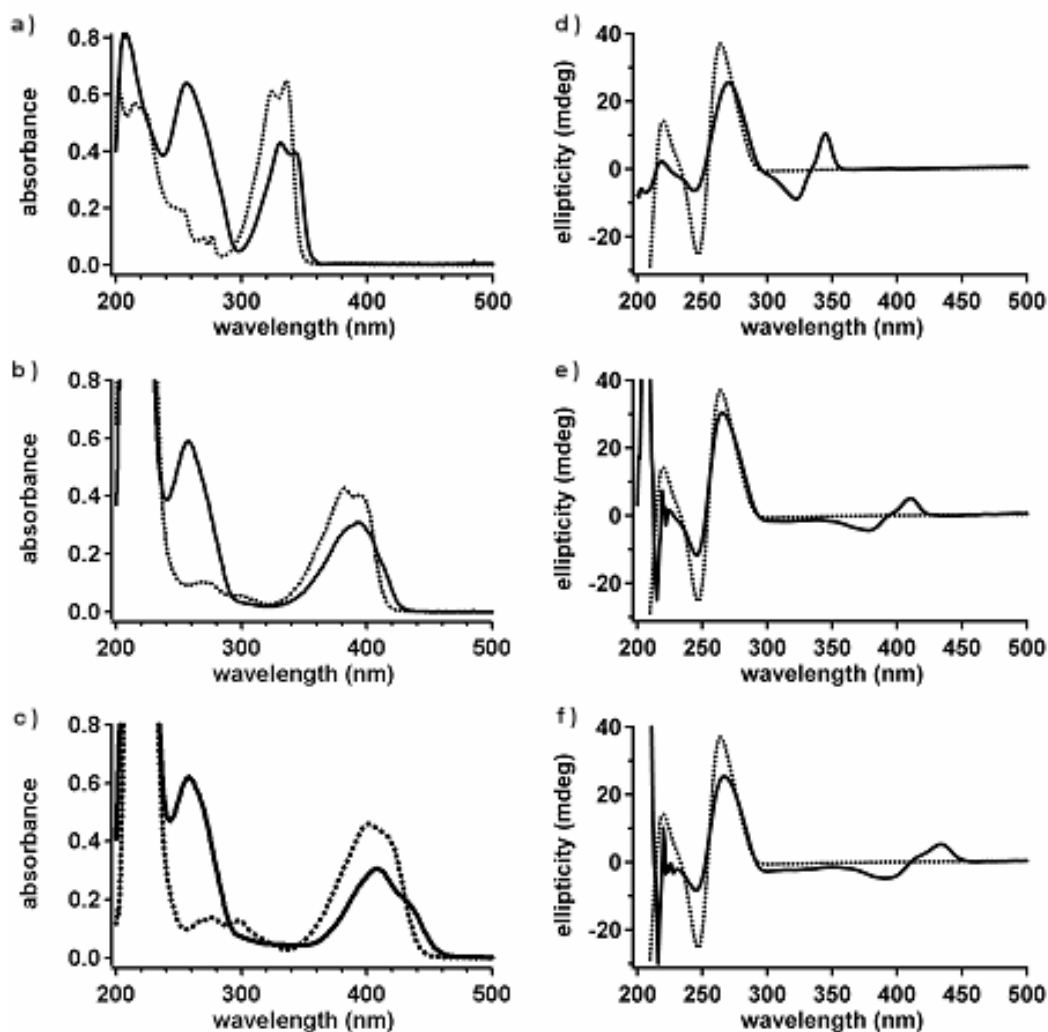 a)
0.8
0.6
0.4
0.2
0.0
absorbance
200 300 400 500
wavelength (nm)
d)
40
20
0
-20
ellipticity (mdeg)
200 250 300 350 400 450 500
wavelength (nm)
b)
0.8
0.6
0.4
0.2
0.0
absorbance
200 300 400 500
wavelength (nm)
e)
40
20
0
-20
ellipticity (mdeg)
200 250 300 350 400 450 500
wavelength (nm)
c)
0.8
0.6
0.4
0.2
0.0
absorbance
200 300 400 500
wavelength (nm)
f)
40
20
0
-20
ellipticity (mdeg)
200 250 300 350 400 450 500
wavelength (nm)